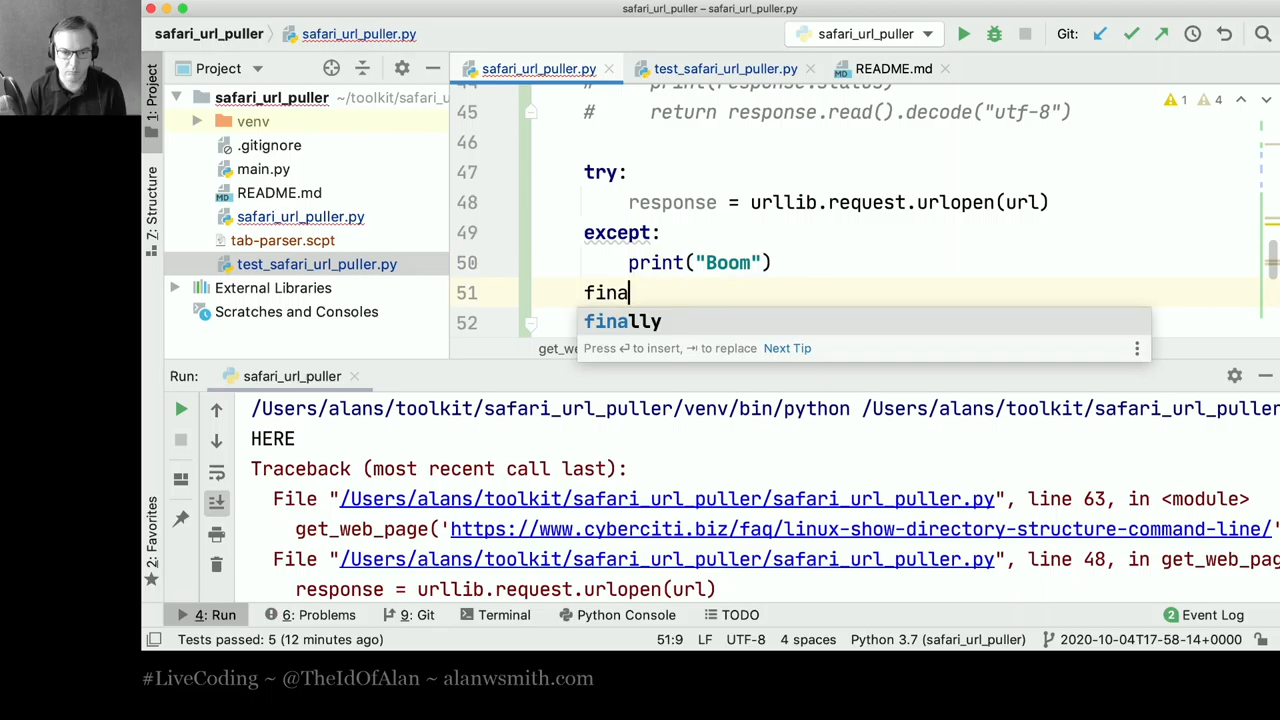 safari_url_puller – safari_url_puller.py
safari_url_puller
safari_url_puller.py
safari_url_puller
Git:
Project
safari_url_puller.py
test_safari_url_puller.py
README.md
1: Project
Z: Structure
2: Favorites
safari_url_puller ~/toolkit/safari_u
venv
.gitignore
main.py
README.md
safari_url_puller.py
tab-parser.scpt
test_safari_url_puller.py
External Libraries
Scratches and Consoles
44 # print(response.status)
45 # return response.read().decode("utf-8")
46
47 try:
48 response = urllib.request.urlopen(url)
49 except:
50 print("Boom")
51 fina
52
1 4
finally
Press ↩ to insert, ⇥ to replace Next Tip
get_we
Run: safari_url_puller
/Users/alans/toolkit/safari_url_puller/venv/bin/python /Users/alans/toolkit/safari_url_puller
HERE
Traceback (most recent call last):
File "/Users/alans/toolkit/safari_url_puller/safari_url_puller.py", line 63, in <module>
get_web_page('https://www.cyberciti.biz/faq/linux-show-directory-structure-command-line/'
File "/Users/alans/toolkit/safari_url_puller/safari_url_puller.py", line 48, in get_web_pag
response = urllib.request.urlopen(url)
4: Run 6: Problems 9: Git Terminal Python Console TODO 2 Event Log
Tests passed: 5 (12 minutes ago) 51:9 LF UTF-8 4 spaces Python 3.7 (safari_url_puller) 2020-10-04T17-58-14+0000
#LiveCoding ~ @TheIdOfAlan ~ alanwsmith.com